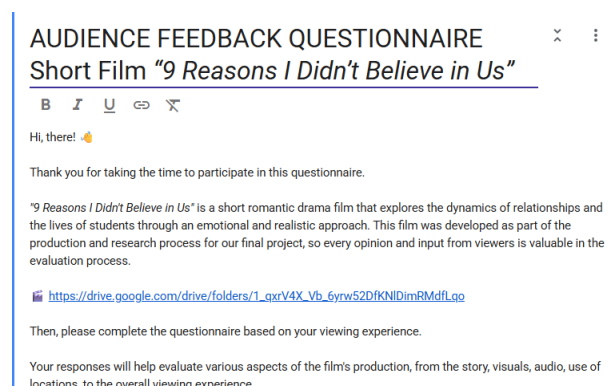 AUDIENCE FEEDBACK QUESTIONNAIRE
Short Film “9 Reasons I Didn’t Believe in Us”
B I U
Hi, there! 👋
Thank you for taking the time to participate in this questionnaire.
"9 Reasons I Didn't Believe in Us" is a short romantic drama film that explores the dynamics of relationships and
the lives of students through an emotional and realistic approach. This film was developed as part of the
production and research process for our final project, so every opinion and input from viewers is valuable in the
evaluation process.
🎬 https://drive.google.com/drive/folders/1_qxrV4X_Vb_6yrw52DfKNlDimRMdfLqo
Then, please complete the questionnaire based on your viewing experience.
Your responses will help evaluate various aspects of the film's production, from the story, visuals, audio, use of
locations, to the overall viewing experience